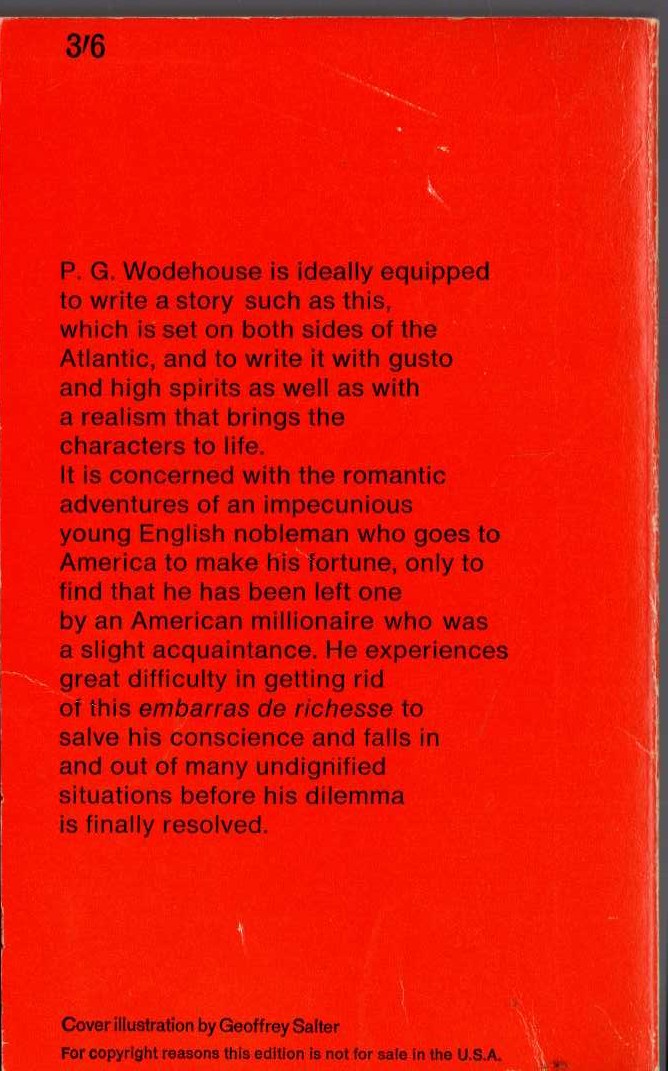 3/6
P. G. Wodehouse is ideally equipped
to write a story such as this,
which is set on both sides of the
Atlantic, and to write it with gusto
and high spirits as well as with
a realism that brings the
characters to life.
It is concerned with the romantic
adventures of an impecunious
young English nobleman who goes to
America to make his fortune, only to
find that he has been left one
by an American millionaire who was
a slight acquaintance. He experiences
great difficulty in getting rid
of this embarras de richesse to
salve his conscience and falls in
and out of many undignified
situations before his dilemma
is finally resolved.
Cover illustration by Geoffrey Salter
For copyright reasons this edition is not for sale in the U.S.A.